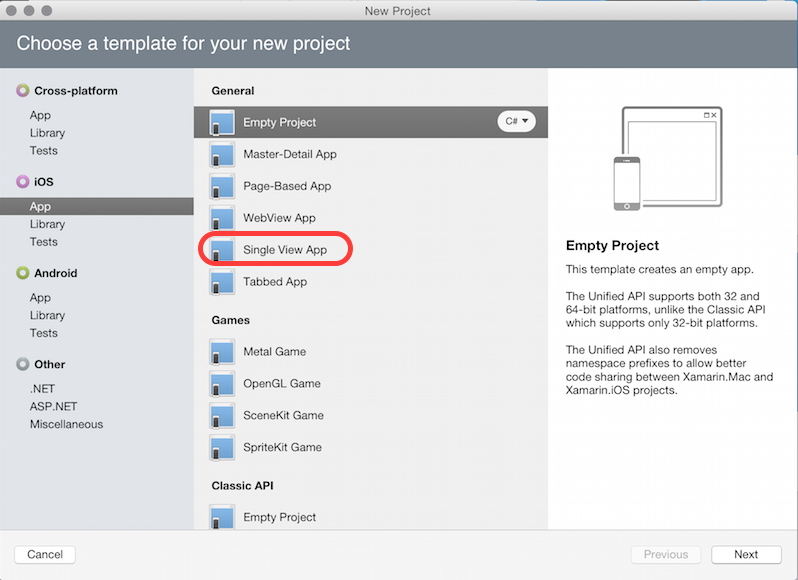 New Project
Choose a template for your new project
Cross-platform
App
Library
Tests
iOS
App
Library
Tests
Android
App
Library
Tests
Other
.NET
ASP.NET
Miscellaneous
General
Empty Project
C#
Master-Detail App
Page-Based App
WebView App
Single View App
Tabbed App
Games
Metal Game
OpenGL Game
SceneKit Game
SpriteKit Game
Classic API
Empty Project
Empty Project
This template creates an empty app.
The Unified API supports both 32 and
64-bit platforms, unlike the Classic API
which supports only 32-bit platforms.
The Unified API also removes
namespace prefixes to allow better
code sharing between Xamarin.Mac and
Xamarin.iOS projects.
Cancel
Previous
Next